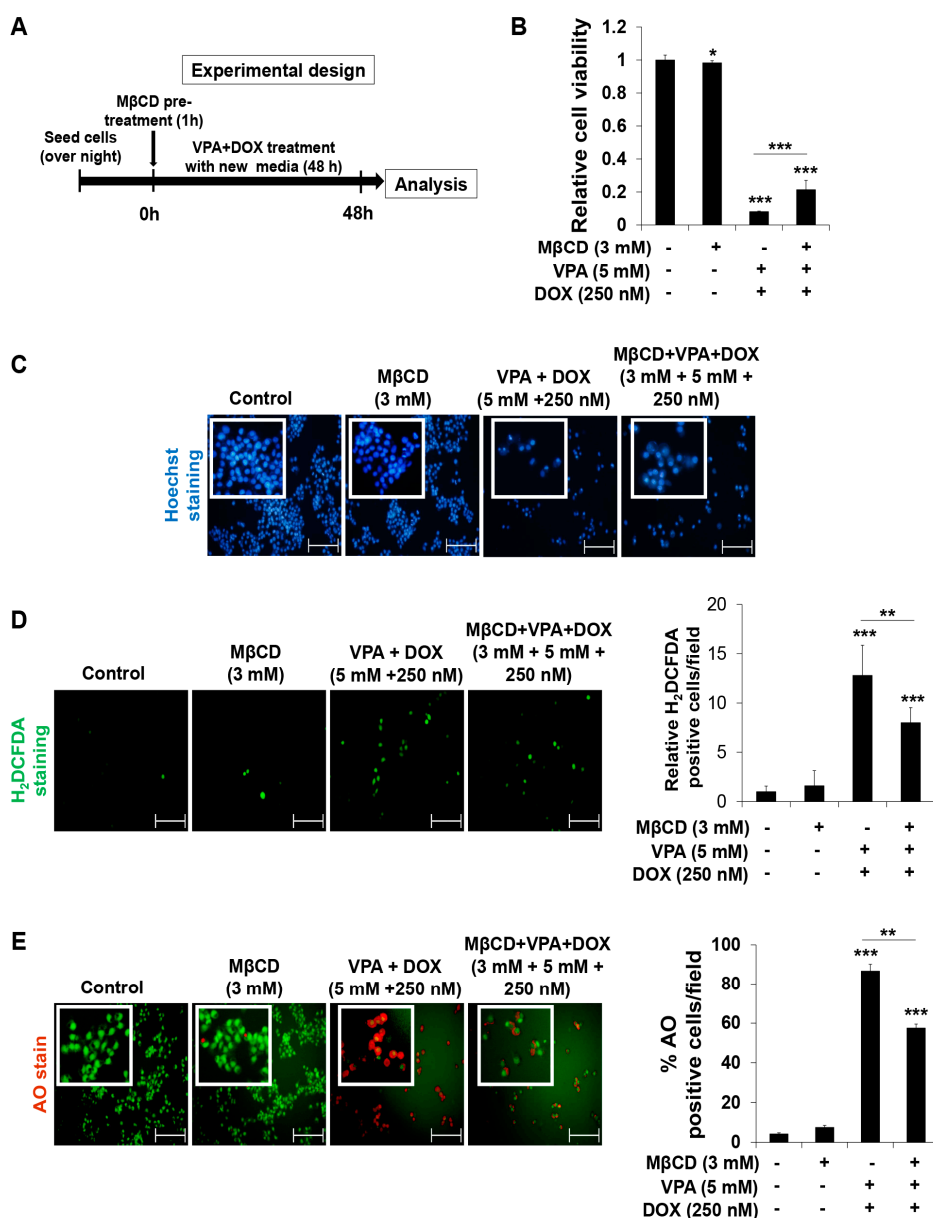 A
Experimental design
MβCD pre-
treatment (1h)
Seed cells
(over night)
VPA+DOX treatment
with new media (48 h)
Analysis
0h
48h
B
Relative cell viability
1.2
1
0.8
0.6
0.4
0.2
0
*
***
***
***
MβCD (3 mM) - + - +
VPA (5 mM) - - + +
DOX (250 nM) - - + +
C
Hoechst
staining
Control
MβCD
(3 mM)
VPA + DOX
(5 mM +250 nM)
MβCD+VPA+DOX
(3 mM + 5 mM +
250 nM)
D
H₂DCFDA
staining
Control
MβCD
(3 mM)
VPA + DOX
(5 mM +250 nM)
MβCD+VPA+DOX
(3 mM + 5 mM +
250 nM)
Relative H₂DCFDA
positive cells/field
20
15
10
5
0
**
***
***
MβCD (3 mM) - + - +
VPA (5 mM) - - + +
DOX (250 nM) - - + +
E
AO stain
Control
MβCD
(3 mM)
VPA + DOX
(5 mM +250 nM)
MβCD+VPA+DOX
(3 mM + 5 mM +
250 nM)
% AO
positive cells/field
100
80
60
40
20
0
**
***
***
MβCD (3 mM) - + - +
VPA (5 mM) - - + +
DOX (250 nM) - - + +